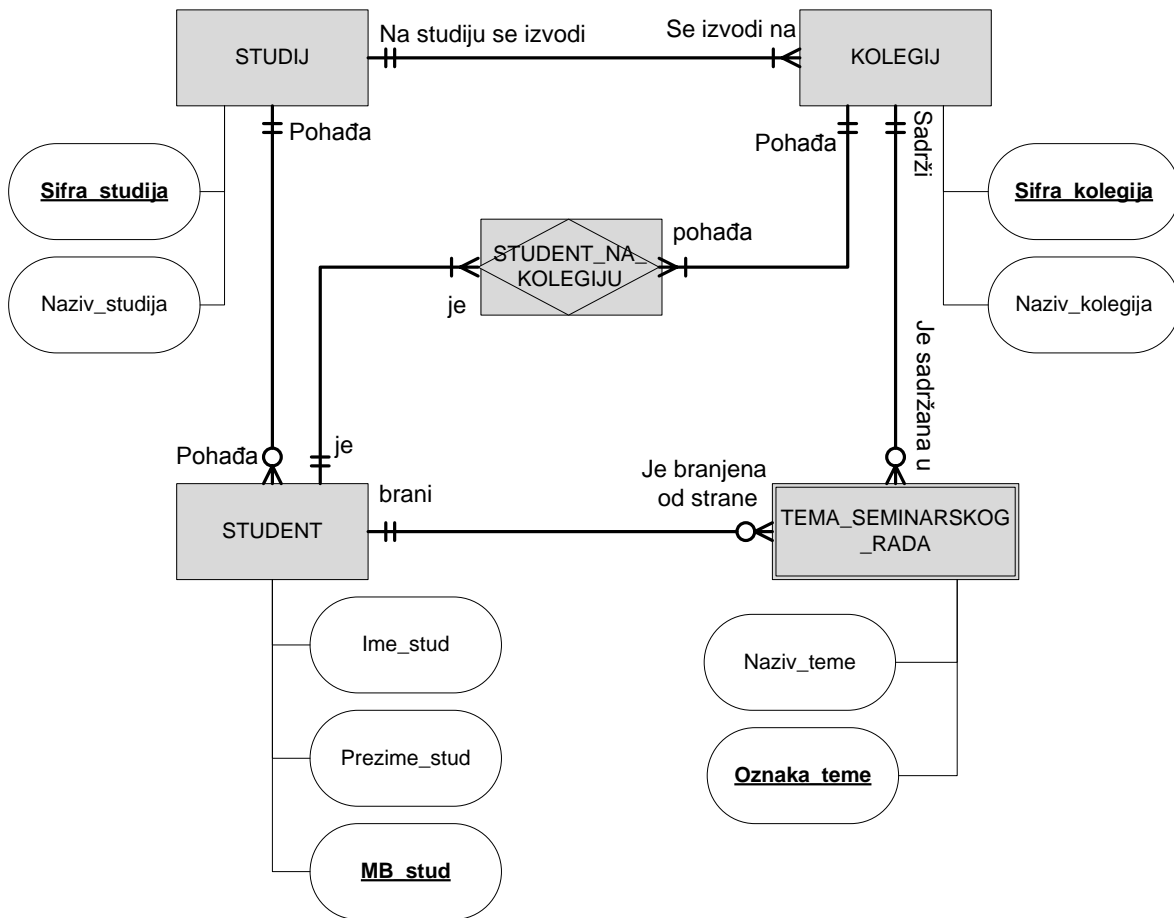 STUDIJ
Na studiju se izvodi
Se izvodi na
KOLEGIJ
Pohađa
Pohađa
Sadrži
Sifra_studija
Sifra_kolegija
STUDENT_NA_
KOLEGIJU
pohađa
je
Naziv_studija
Naziv_kolegija
Je sadržana u
Pohađa
je
brani
Je branjena
od strane
STUDENT
TEMA_SEMINARSKOG
_RADA
Ime_stud
Naziv_teme
Prezime_stud
Oznaka_teme
MB_stud